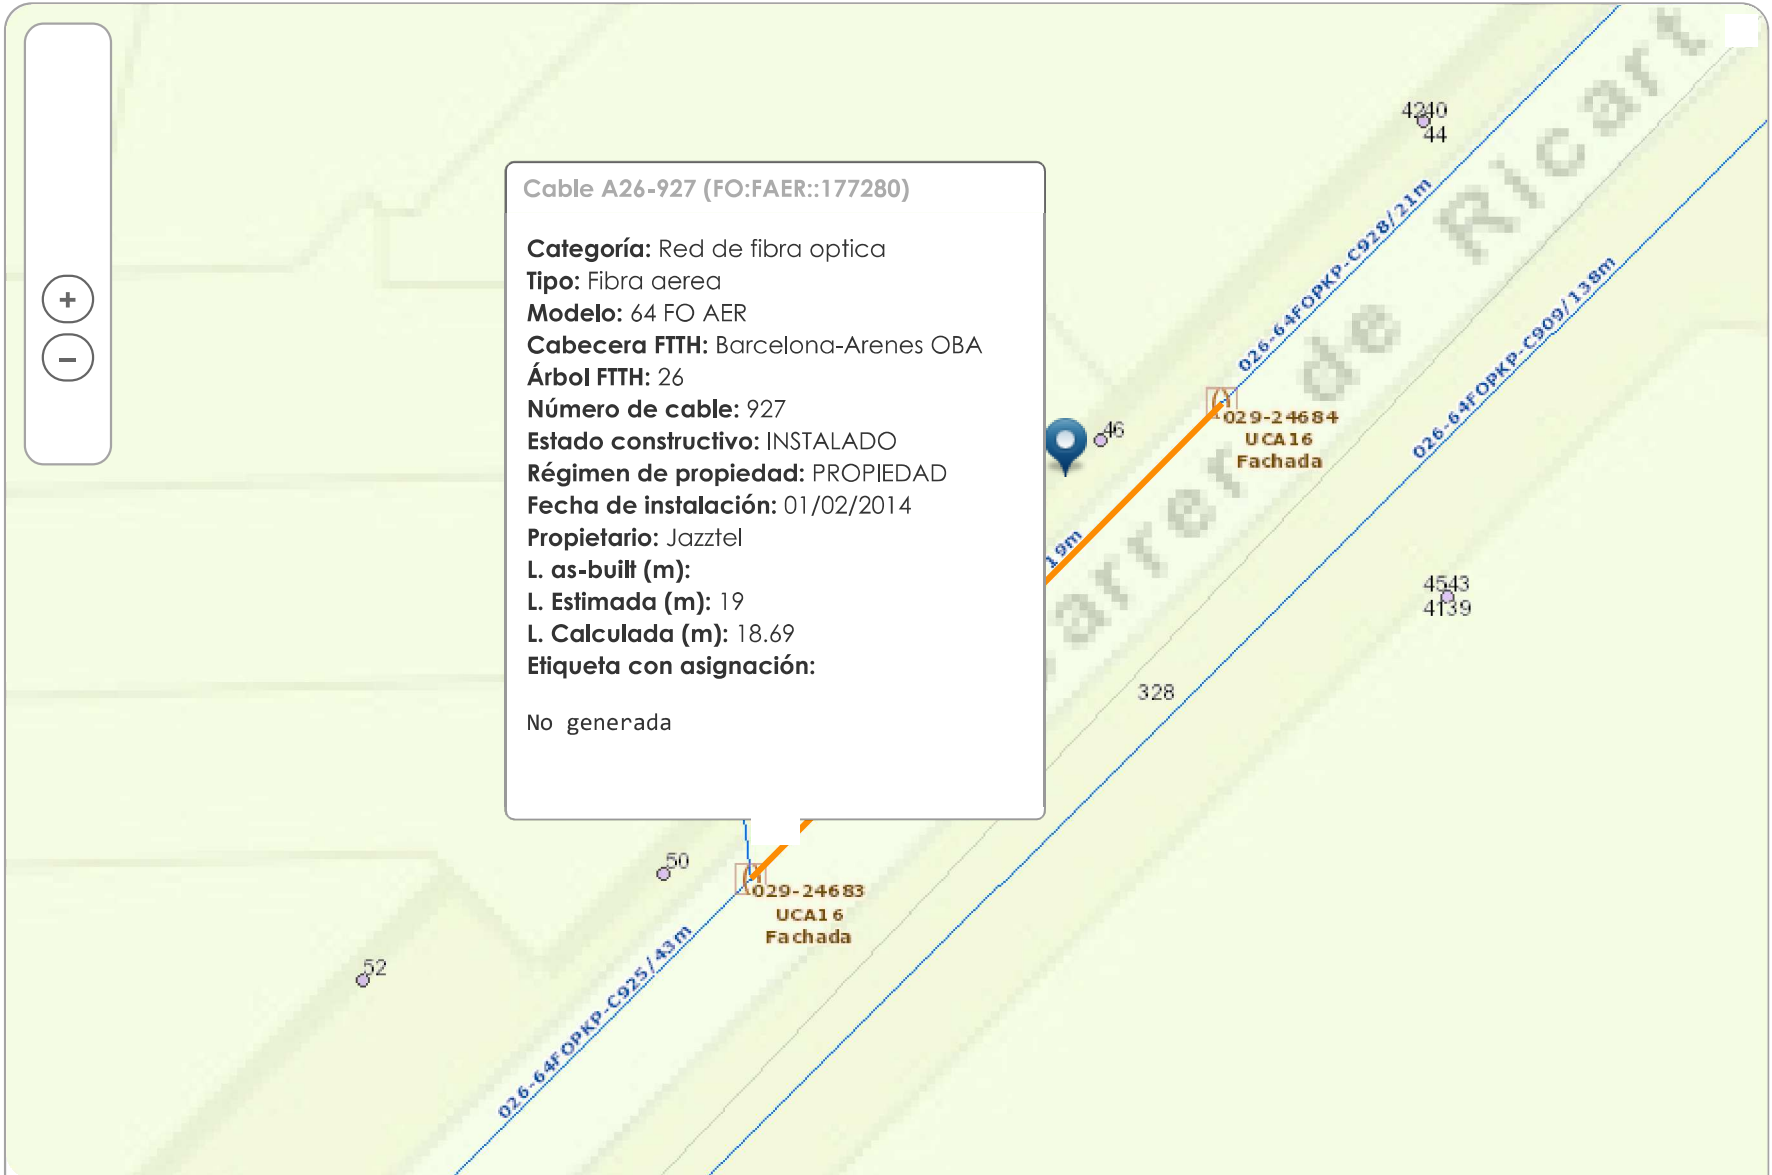 4240
44
Carrer de Ricart
026-64FOPKP-C928/21m
026-64FOPKP-C909/138m
Cable A26-927 (FO:FAER::177280)
Categoría: Red de fibra optica
Tipo: Fibra aerea
Modelo: 64 FO AER
Cabecera FTTH: Barcelona-Arenes OBA
Árbol FTTH: 26
Número de cable: 927
Estado constructivo: INSTALADO
Régimen de propiedad: PROPIEDAD
Fecha de instalación: 01/02/2014
Propietario: Jazztel
L. as-built (m):
L. Estimada (m): 19
L. Calculada (m): 18.69
Etiqueta con asignación:
No generada
+
−
46
029-24684
UCA16
Fachada
19m
4543
4139
328
50
029-24683
UCA16
Fachada
52
026-64FOPKP-C925/43m